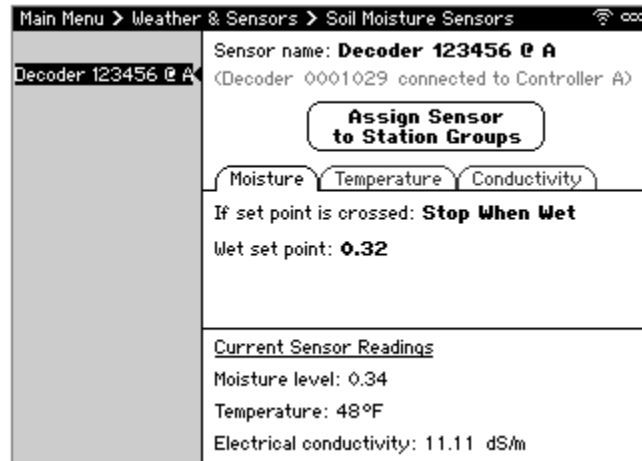 Main Menu > Weather & Sensors > Soil Moisture Sensors
Decoder 123456 @ A
Sensor name: Decoder 123456 @ A
(Decoder 0001029 connected to Controller A)
Assign Sensor
to Station Groups
Moisture Temperature Conductivity
If set point is crossed: Stop When Wet
Wet set point: 0.32
Current Sensor Readings
Moisture level: 0.34
Temperature: 48°F
Electrical conductivity: 11.11 dS/m